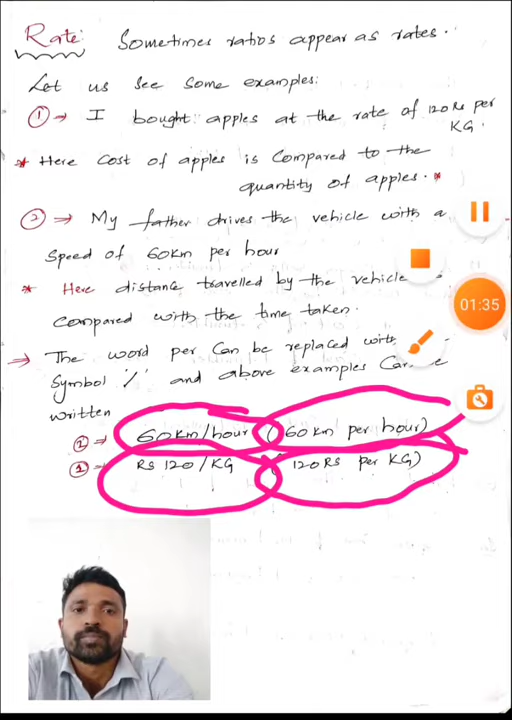 Rate: Sometimes ratios appear as rates.
Let us see some examples:
① → I bought apples at the rate of 120 Rs per
KG.
* Here cost of apples is compared to the
quantity of apples. *
② → My father drives the vehicle with a
speed of 60Km per hour
* Here distance travelled by the vehicle
compared with the time taken.
⇒ The word per can be replaced with
symbol '/' and above examples
written
② ⇒ 60Km/hour (60 km per hour)
① ⇒ RS 120/KG (120 RS per KG)
01:35